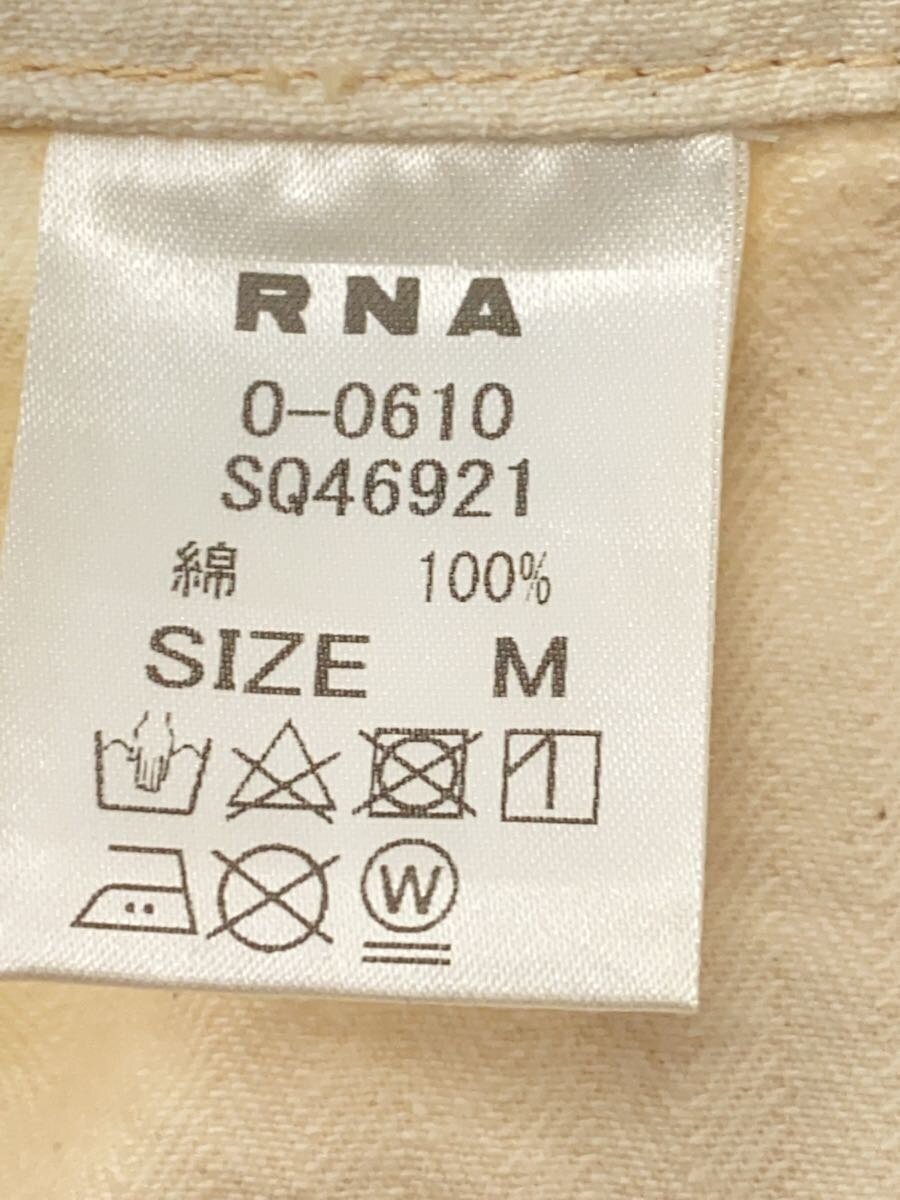 RNA
0-0610
SQ46921
綿 100%
SIZE M
W